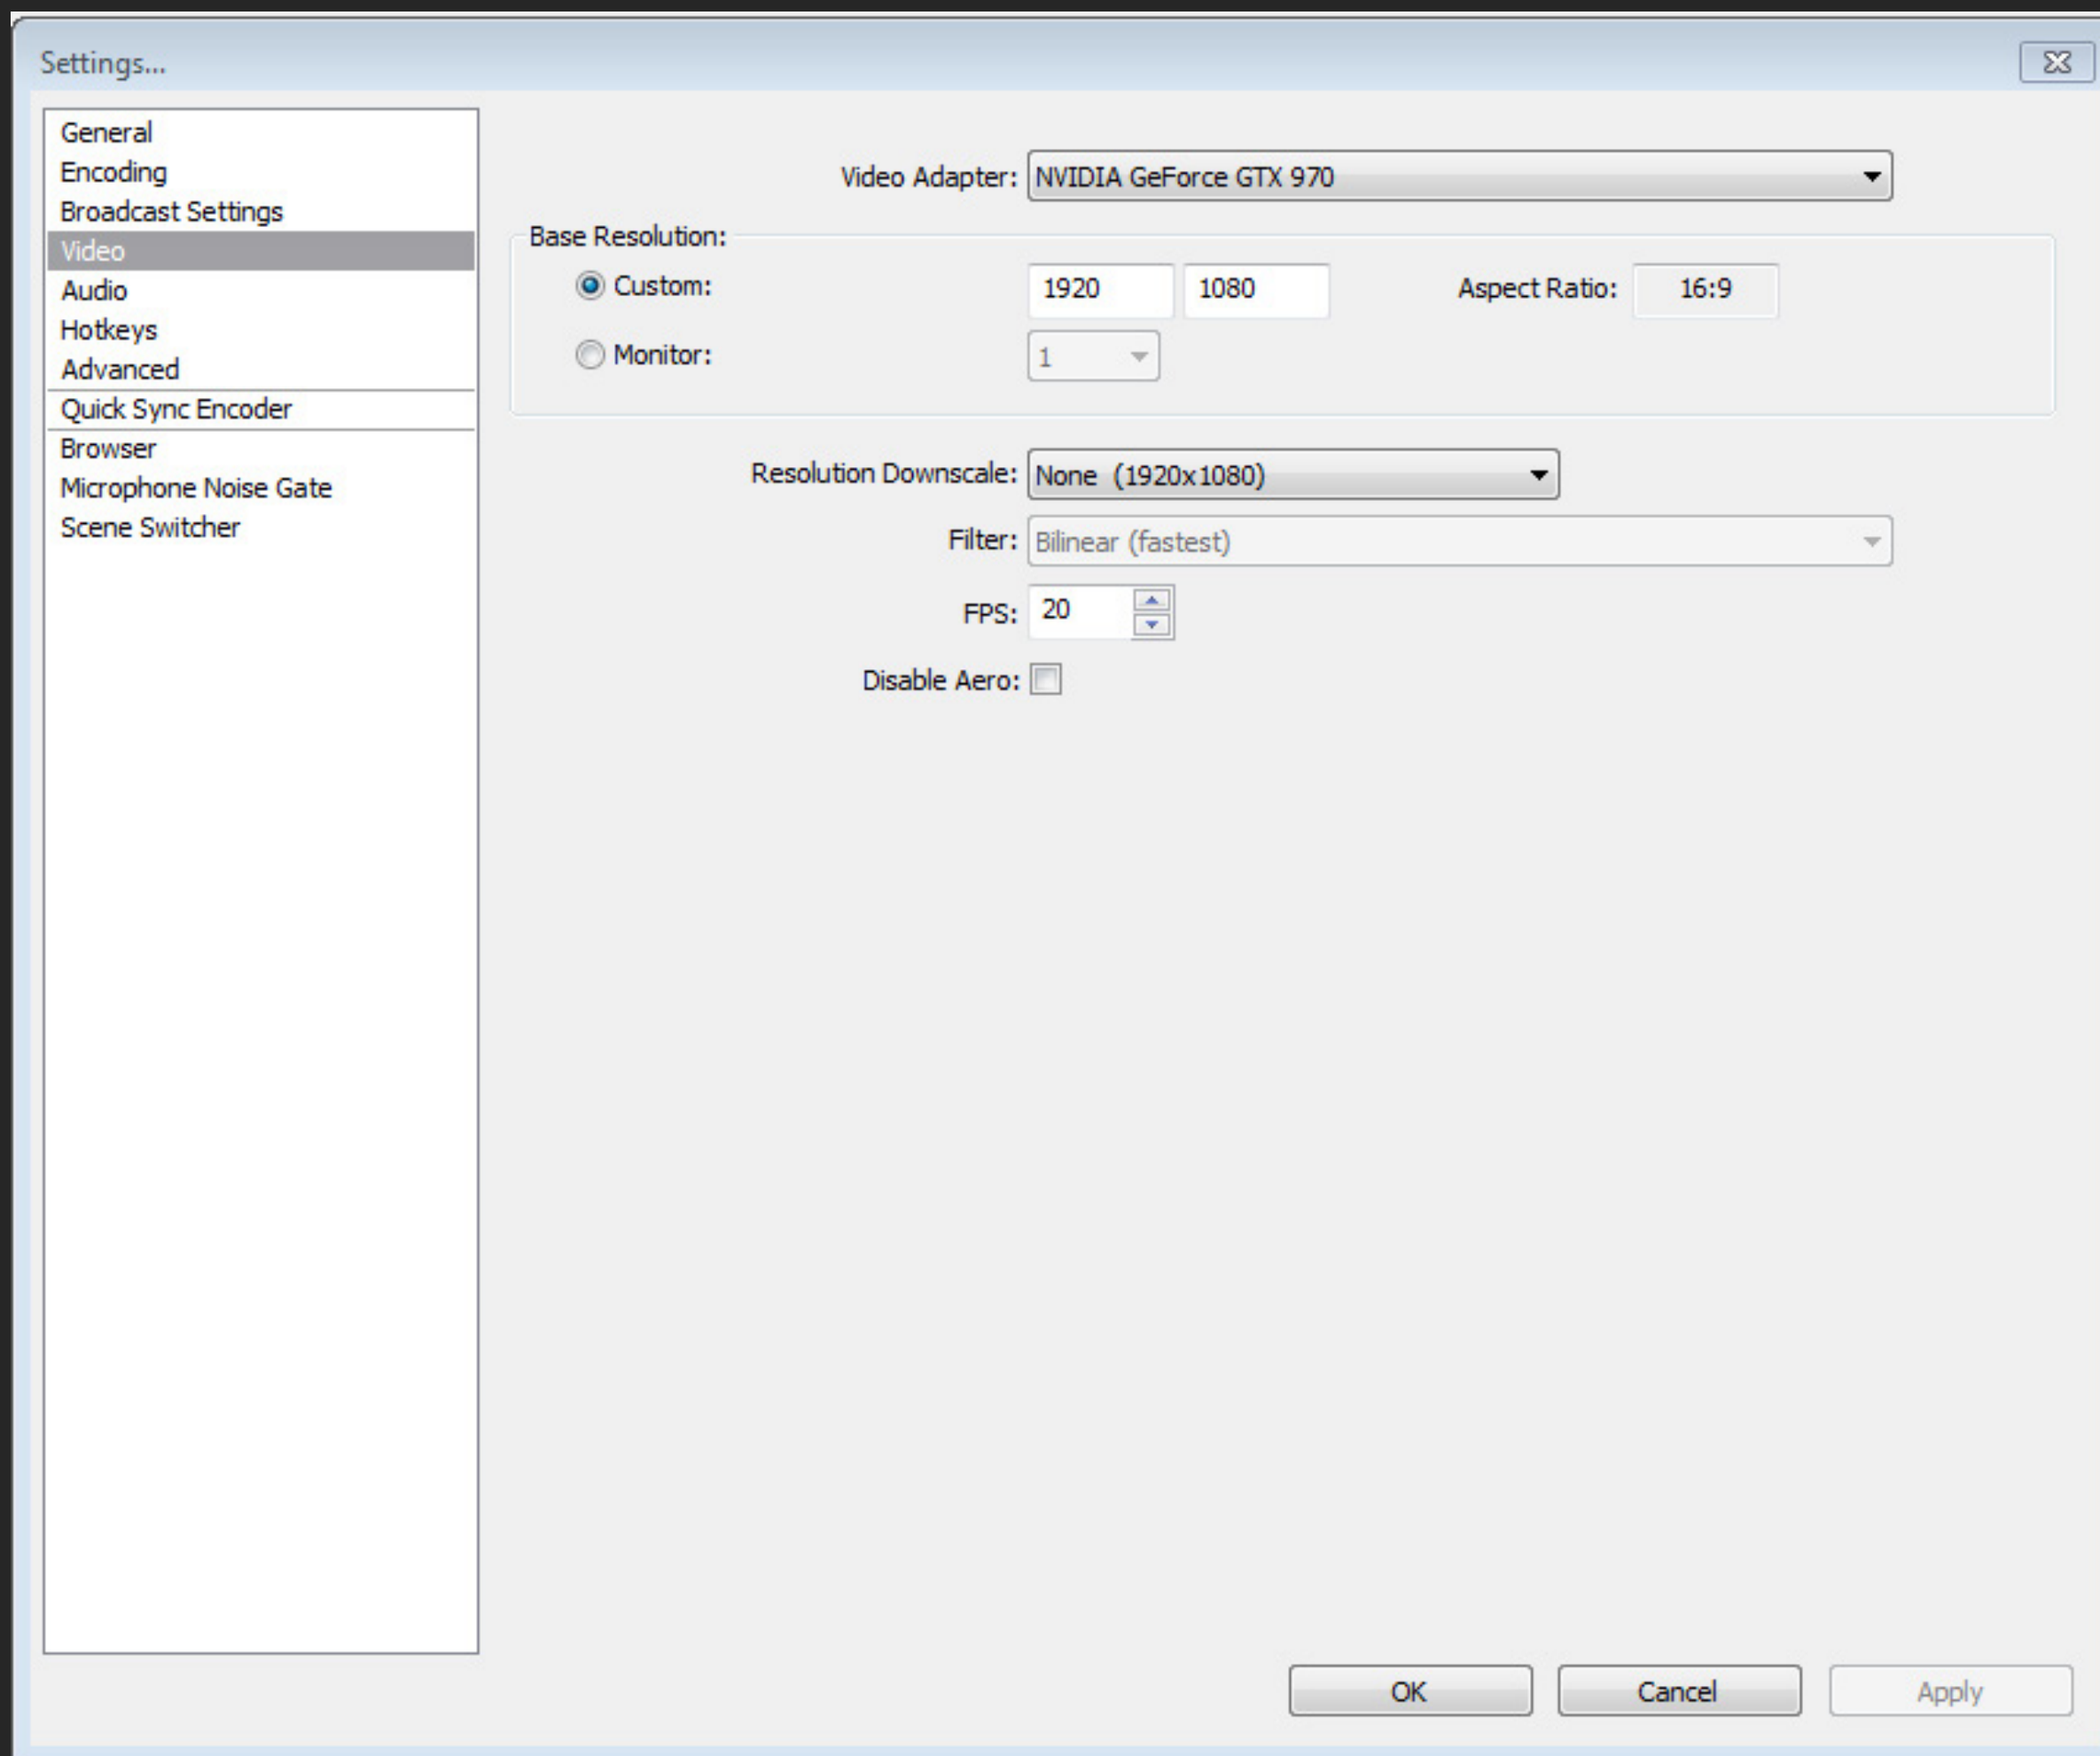 Settings...
General
Encoding
Broadcast Settings
Video
Audio
Hotkeys
Advanced
Quick Sync Encoder
Browser
Microphone Noise Gate
Scene Switcher
Video Adapter: NVIDIA GeForce GTX 970
Base Resolution:
Custom: 1920 1080 Aspect Ratio: 16:9
Monitor: 1
Resolution Downscale: None (1920x1080)
Filter: Bilinear (fastest)
FPS: 20
Disable Aero:
OK Cancel Apply